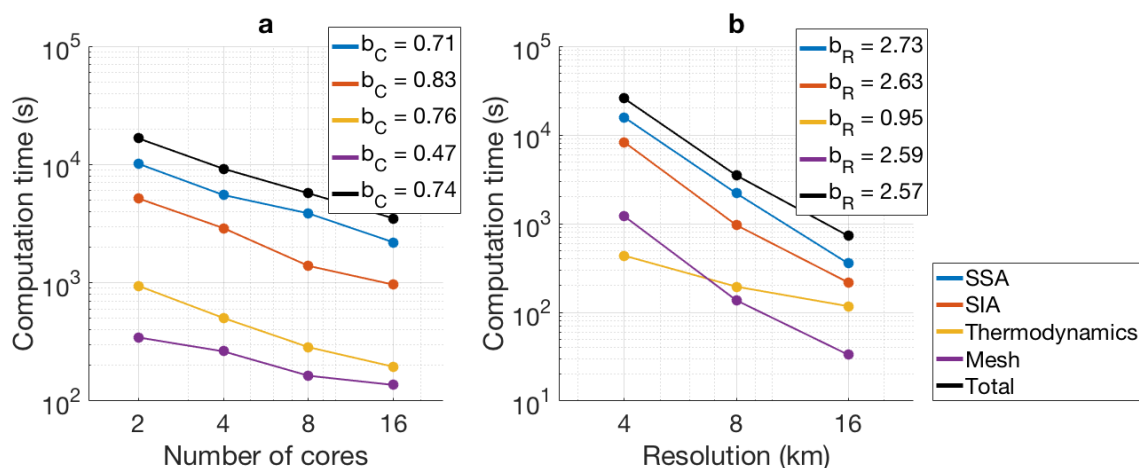 a
b
10^5
b_C = 0.71
b_C = 0.83
b_C = 0.76
b_C = 0.47
b_C = 0.74
10^4
10^3
10^2
Computation time (s)
2 4 8 16
Number of cores
10^5
b_R = 2.73
b_R = 2.63
b_R = 0.95
b_R = 2.59
b_R = 2.57
10^4
10^3
10^2
10^1
Computation time (s)
4 8 16
Resolution (km)
SSA
SIA
Thermodynamics
Mesh
Total